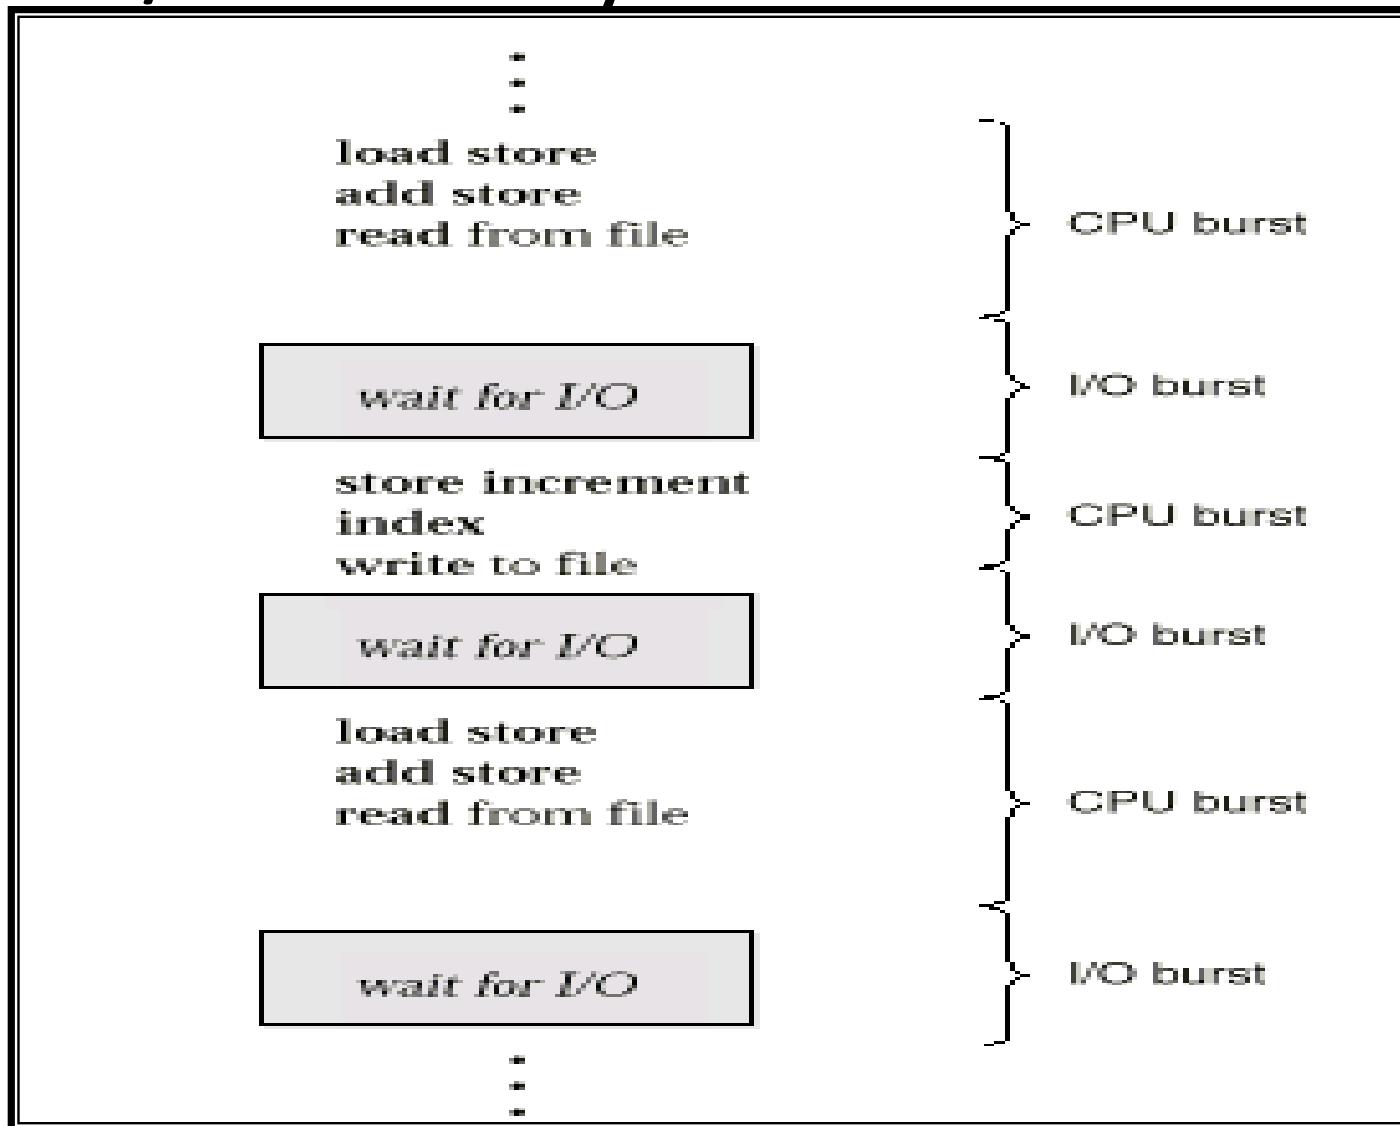 load store
add store
read from file
CPU burst
wait for I/O
I/O burst
store increment
index
write to file
CPU burst
wait for I/O
I/O burst
load store
add store
read from file
CPU burst
wait for I/O
I/O burst